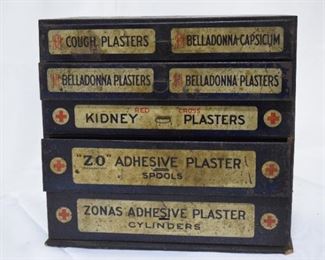 COUGH PLASTERS BELLADONNA-CAPSICUM
BELLADONNA PLASTERS BELLADONNA PLASTERS
RED CROSS
KIDNEY PLASTERS
"ZO" ADHESIVE PLASTER
SPOOLS
ZONAS ADHESIVE PLASTER
CYLINDERS